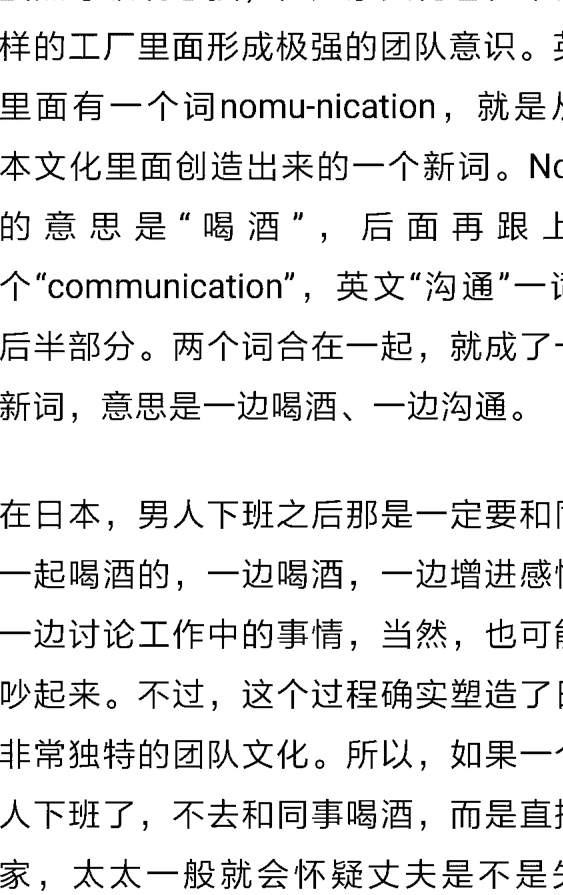 样的工厂里面形成极强的团队意识。
里面有一个词nomu-nication，就是
本文化里面创造出来的一个新词。No
的意思是“喝酒”，后面再跟上
个“communication”，英文“沟通”一
后半部分。两个词合在一起，就成了
新词，意思是一边喝酒、一边沟通。
在日本，男人下班之后那是一定要和
一起喝酒的，一边喝酒，一边增进感
一边讨论工作中的事情，当然，也可
吵起来。不过，这个过程确实塑造了
非常独特的团队文化。所以，如果一
人下班了，不去和同事喝酒，而是直
家，太太一般就会怀疑丈夫是不是